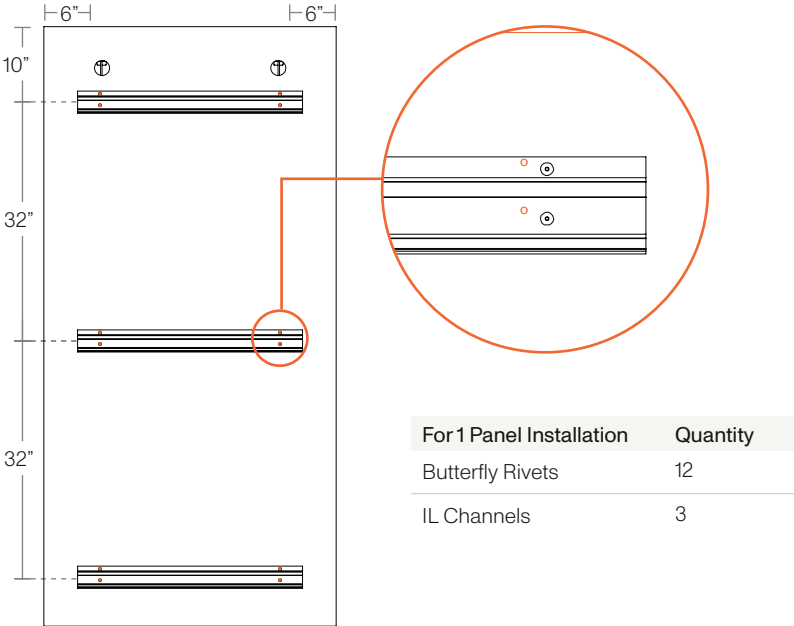 6” 6”
10”
32”
32”
For 1 Panel Installation Quantity
Butterfly Rivets 12
IL Channels 3